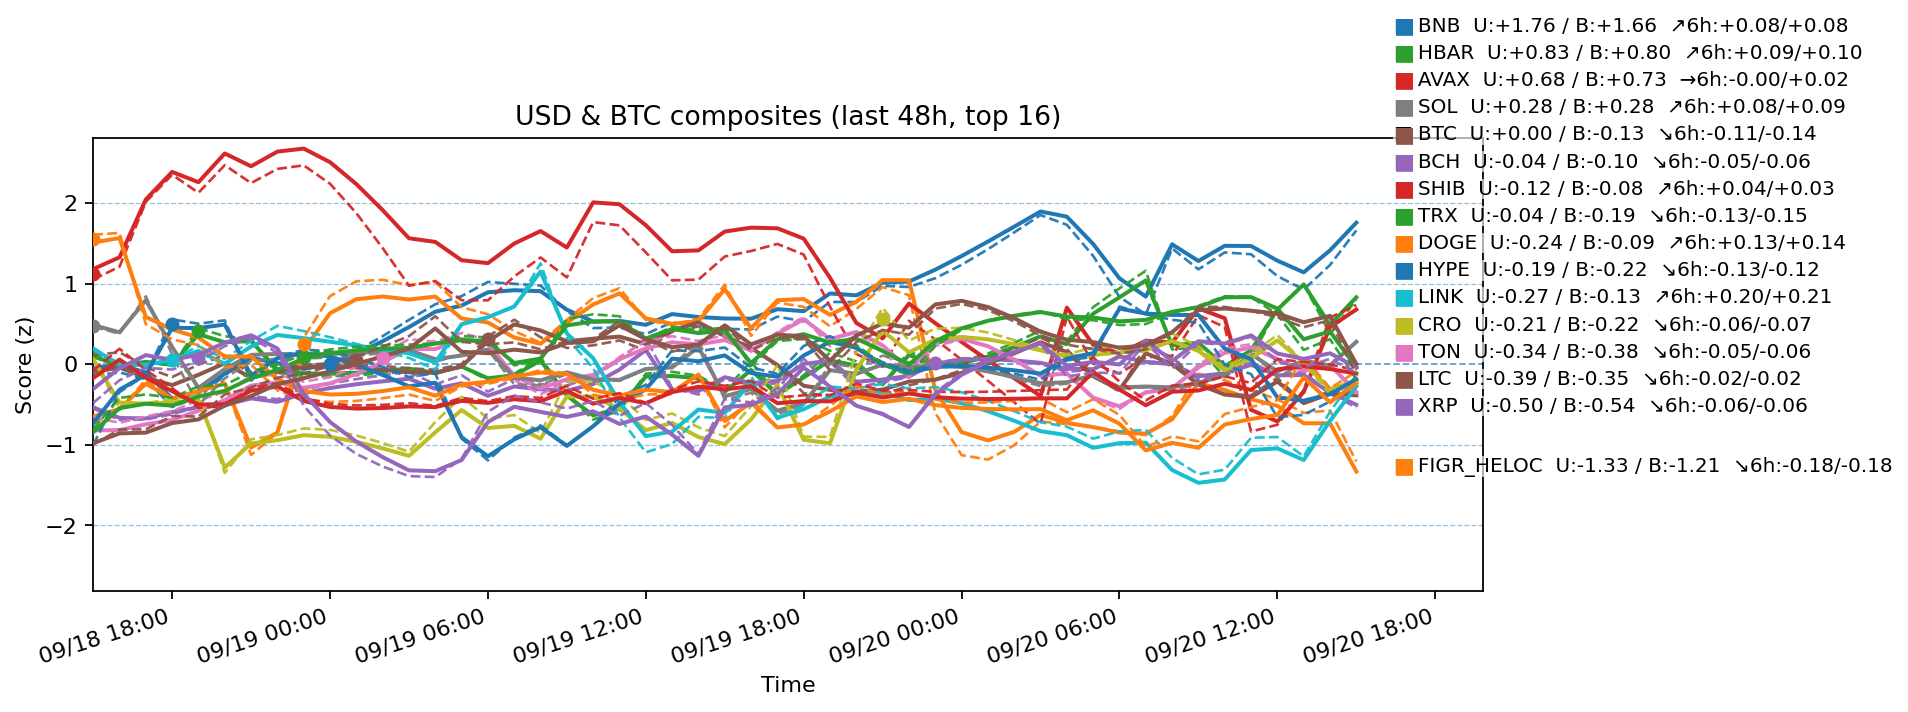 BNB  U:+1.76 / B:+1.66  ↗6h:+0.08/+0.08
HBAR  U:+0.83 / B:+0.80  ↗6h:+0.09/+0.10
AVAX  U:+0.68 / B:+0.73  →6h:-0.00/+0.02
SOL  U:+0.28 / B:+0.28  ↗6h:+0.08/+0.09
BTC  U:+0.00 / B:-0.13  ↘6h:-0.11/-0.14
BCH  U:-0.04 / B:-0.10  ↘6h:-0.05/-0.06
SHIB  U:-0.12 / B:-0.08  ↗6h:+0.04/+0.03
TRX  U:-0.04 / B:-0.19  ↘6h:-0.13/-0.15
DOGE  U:-0.24 / B:-0.09  ↗6h:+0.13/+0.14
HYPE  U:-0.19 / B:-0.22  ↘6h:-0.13/-0.12
LINK  U:-0.27 / B:-0.13  ↗6h:+0.20/+0.21
CRO  U:-0.21 / B:-0.22  ↘6h:-0.06/-0.07
TON  U:-0.34 / B:-0.38  ↘6h:-0.05/-0.06
LTC  U:-0.39 / B:-0.35  ↘6h:-0.02/-0.02
XRP  U:-0.50 / B:-0.54  ↘6h:-0.06/-0.06
FIGR_HELOC  U:-1.33 / B:-1.21  ↘6h:-0.18/-0.18
USD & BTC composites (last 48h, top 16)
Score (z)
2
1
0
−1
−2
09/18 18:00
09/19 00:00
09/19 06:00
09/19 12:00
09/19 18:00
09/20 00:00
09/20 06:00
09/20 12:00
09/20 18:00
Time